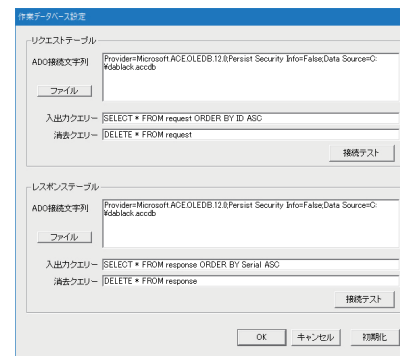 作業データベース設定
リクエストテーブル
ADO接続文字列 Provider=Microsoft.ACE.OLEDB.12.0;Persist Security Info=False;Data Source=C:
¥dablack.accdb
ファイル
入出力クエリー SELECT * FROM request ORDER BY ID ASC
消去クエリー DELETE * FROM request
接続テスト
レスポンステーブル
ADO接続文字列 Provider=Microsoft.ACE.OLEDB.12.0;Persist Security Info=False;Data Source=C:
¥dablack.accdb
ファイル
入出力クエリー SELECT * FROM response ORDER BY Serial ASC
消去クエリー DELETE * FROM response
接続テスト
OK キャンセル 初期化